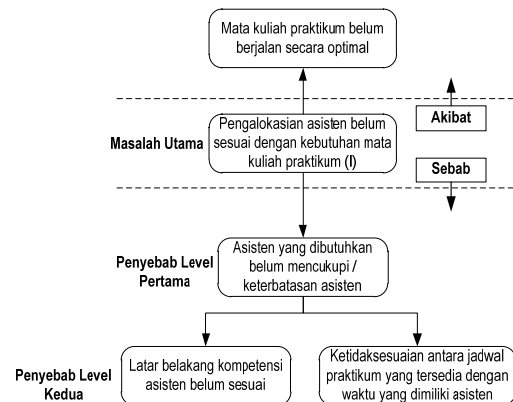 Mata kuliah praktikum belum
berjalan secara optimal
Akibat
Masalah Utama
Pengalokasian asisten belum
sesuai dengan kebutuhan mata
kuliah praktikum (I)
Sebab
Penyebab Level
Pertama
Asisten yang dibutuhkan
belum mencukupi /
keterbatasan asisten
Penyebab Level
Kedua
Latar belakang kompetensi
asisten belum sesuai
Ketidaksesuaian antara jadwal
praktikum yang tersedia dengan
waktu yang dimiliki asisten